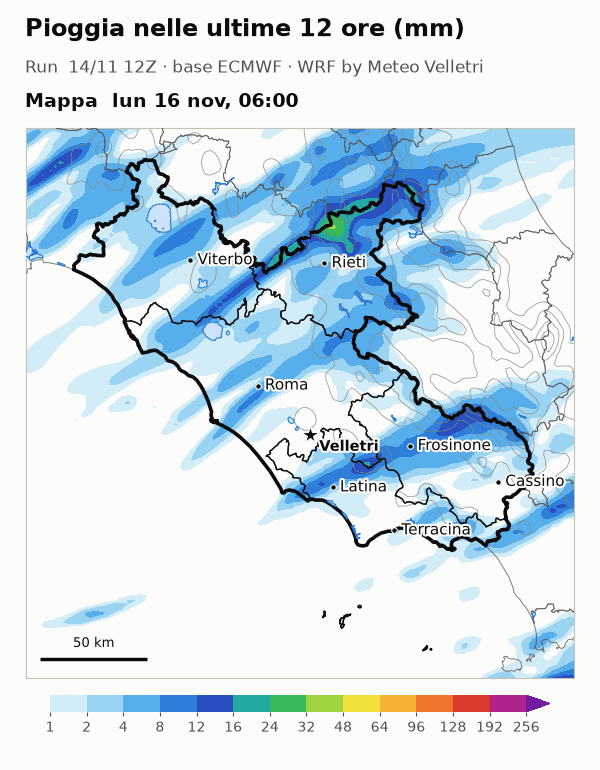 Pioggia nelle ultime 12 ore (mm)
Run  14/11 12Z · base ECMWF · WRF by Meteo Velletri
Mappa  lun 16 nov, 06:00
Viterbo
Rieti
Roma
Velletri
Frosinone
Latina
Cassino
Terracina
50 km
1 2 4 8 12 16 24 32 48 64 96 128 192 256